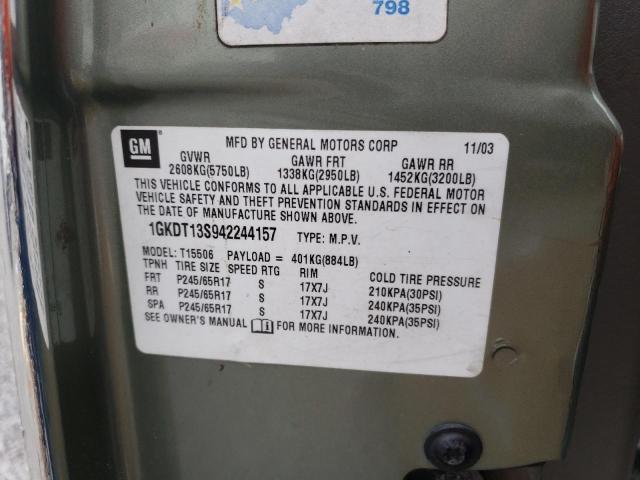 798
GM
MFD BY GENERAL MOTORS CORP 11/03
GVWR GAWR FRT GAWR RR
2608KG(5750LB) 1338KG(2950LB) 1452KG(3200LB)
THIS VEHICLE CONFORMS TO ALL APPLICABLE U.S. FEDERAL MOTOR
VEHICLE SAFETY AND THEFT PREVENTION STANDARDS IN EFFECT ON
THE DATE OF MANUFACTURE SHOWN ABOVE.
1GKDT13S942244157 TYPE: M.P.V.
MODEL: T15506 PAYLOAD = 401KG(884LB)
TPNH TIRE SIZE SPEED RTG RIM COLD TIRE PRESSURE
FRT P245/65R17 S 17X7J 210KPA(30PSI)
RR P245/65R17 S 17X7J 240KPA(35PSI)
SPA P245/65R17 S 17X7J 240KPA(35PSI)
SEE OWNER'S MANUAL FOR MORE INFORMATION.